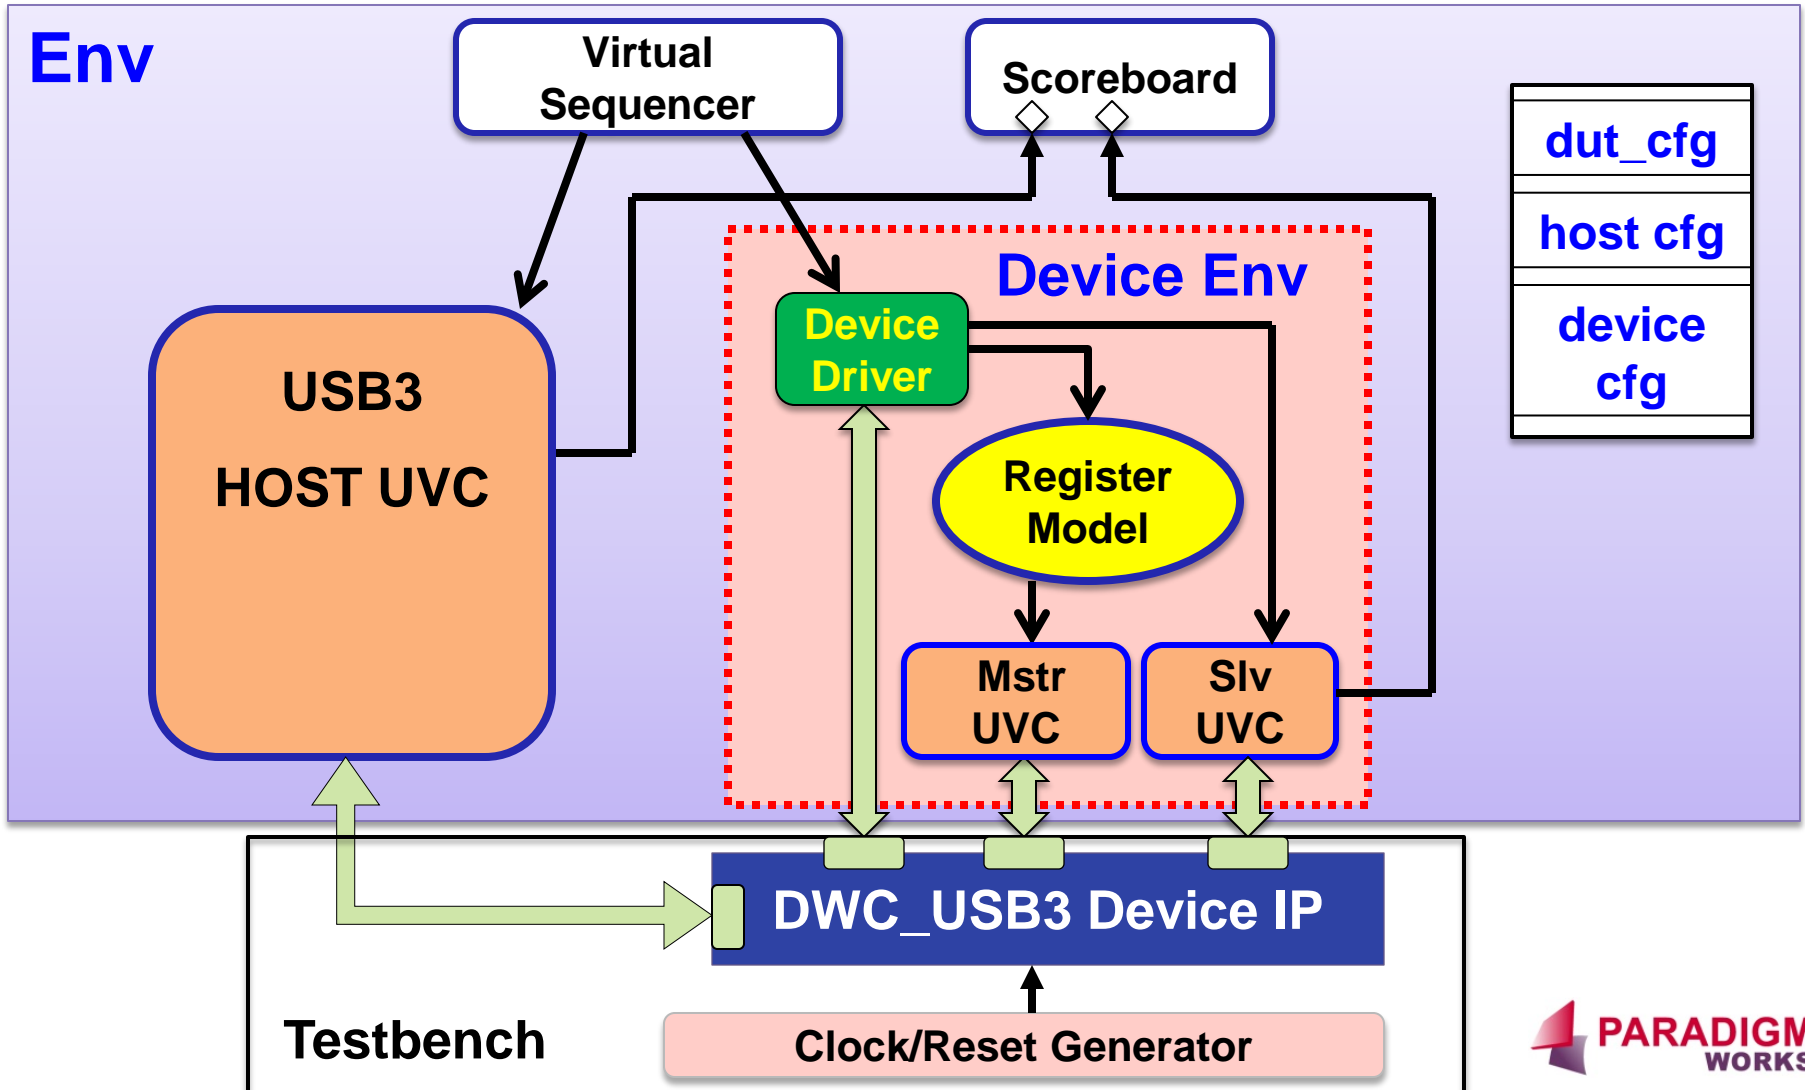 Env
Virtual
Sequencer
Scoreboard
dut_cfg
host cfg
device
cfg
Device Env
Device
Driver
USB3
HOST UVC
Register
Model
Mstr
UVC
Slv
UVC
DWC_USB3 Device IP
Testbench
Clock/Reset Generator
PARADIGM
WORKS